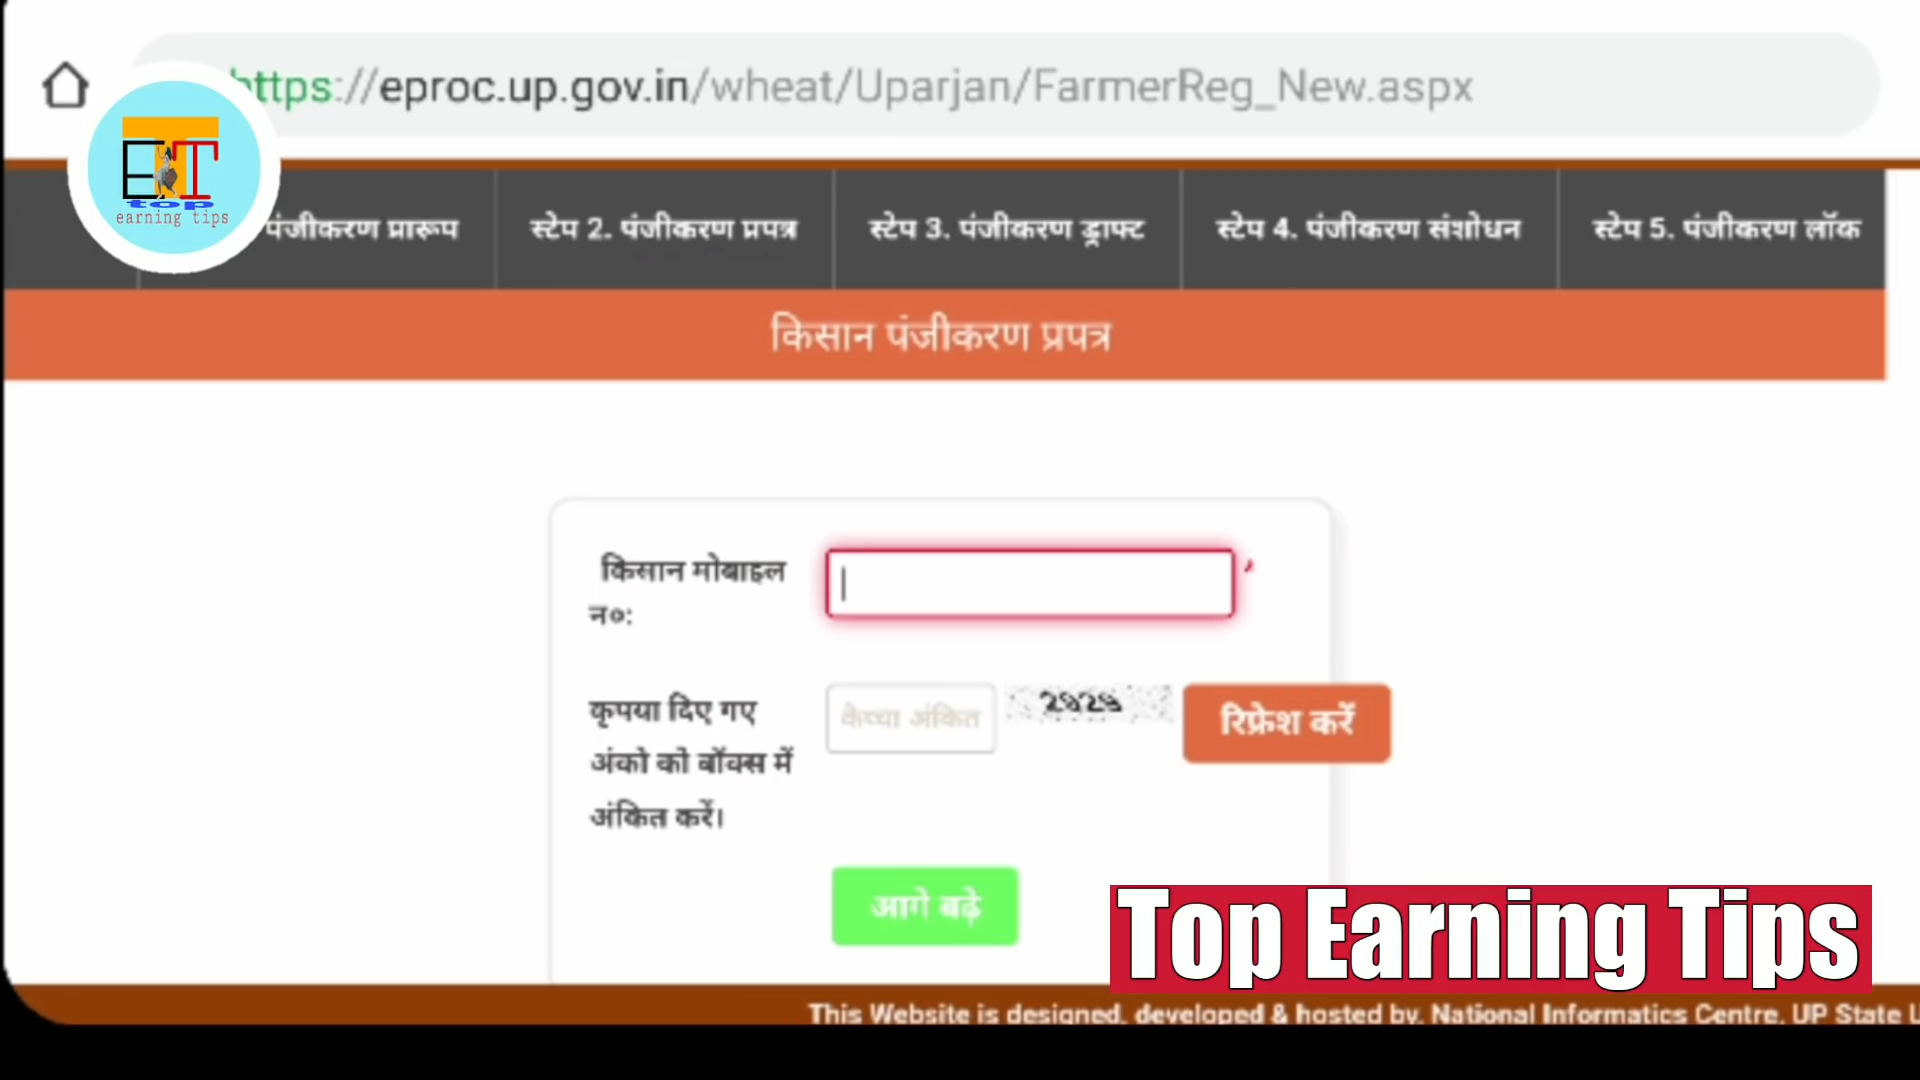 https://eproc.up.gov.in/wheat/Uparjan/FarmerReg_New.aspx
E T
top
earning tips
पंजीकरण प्रारूप
स्टेप 2. पंजीकरण प्रपत्र
स्टेप 3. पंजीकरण ड्राफ्ट
स्टेप 4. पंजीकरण संशोधन
स्टेप 5. पंजीकरण लॉक
किसान पंजीकरण प्रपत्र
किसान मोबाइल
न०:
कृपया दिए गए
अंको को बॉक्स में
अंकित करें।
कैप्चा अंकित
रिफ्रेश करें
आगे बढ़े
Top Earning Tips
This Website is designed, developed & hosted by, National Informatics Centre, UP State